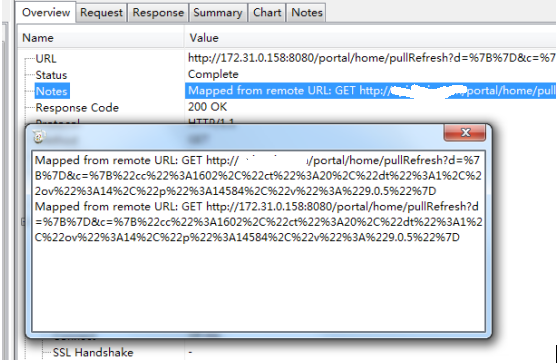 Overview Request Response Summary Chart Notes
Name Value
URL http://172.31.0.158:8080/portal/home/pullRefresh?d=%7B%7D&c=%7
Status Complete
Notes Mapped from remote URL: GET http:// portal/home/pull
Response Code 200 OK
Protocol HTTP/1.1
Mapped from remote URL: GET http:// /portal/home/pullRefresh?d=%7
B%7D&c=%7B%22cc%22%3A1602%2C%22ct%22%3A20%2C%22dt%22%3A1%2C%2
2ov%22%3A14%2C%22p%22%3A14584%2C%22v%22%3A%229.0.5%22%7D
Mapped from remote URL: GET http://172.31.0.158:8080/portal/home/pullRefresh?d
=%7B%7D&c=%7B%22cc%22%3A1602%2C%22ct%22%3A20%2C%22dt%22%3A1%2
C%22ov%22%3A14%2C%22p%22%3A14584%2C%22v%22%3A%229.0.5%22%7D
SSL Handshake -